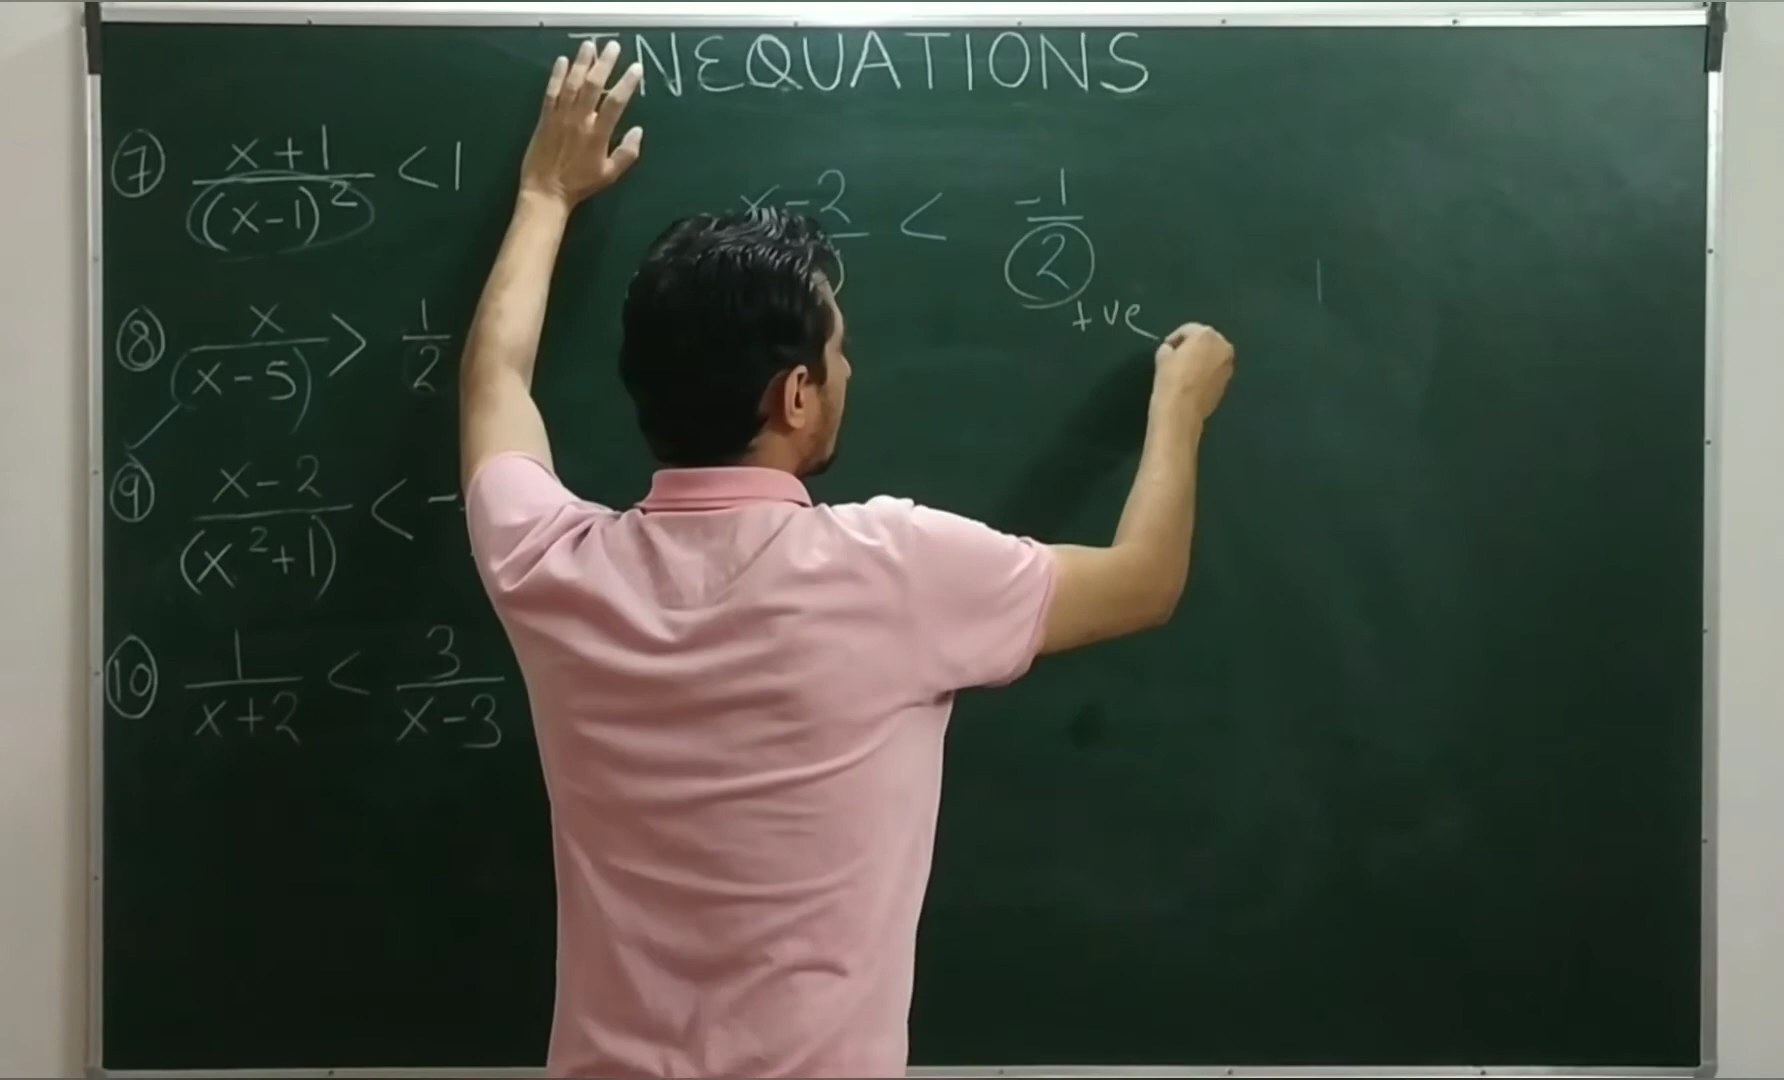 INEQUATIONS
⑦ (x+1)/(x-1)² < 1
⑧ x/(x-5) > 1/2
⑨ (x-2)/(x²+1) < -
⑩ 1/(x+2) < 3/(x-3)
x-2 < -1/2
+ve